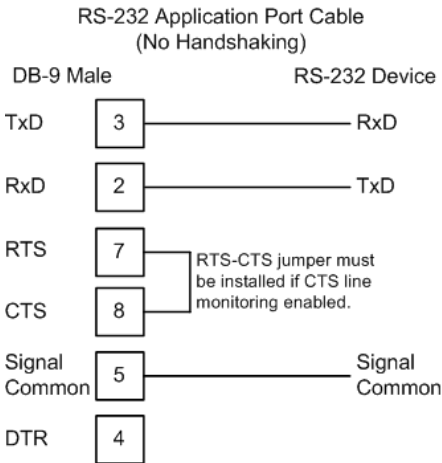 RS-232 Application Port Cable
(No Handshaking)
DB-9 Male
RS-232 Device
TxD 3 RxD
RxD 2 TxD
RTS 7
RTS-CTS jumper must
be installed if CTS line
monitoring enabled.
CTS 8
Signal
Common 5 Signal
Common
DTR 4